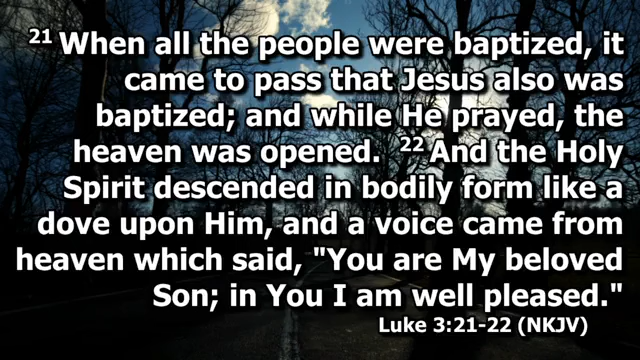 21 When all the people were baptized, it
came to pass that Jesus also was
baptized; and while He prayed, the
heaven was opened. 22 And the Holy
Spirit descended in bodily form like a
dove upon Him, and a voice came from
heaven which said, "You are My beloved
Son; in You I am well pleased."
Luke 3:21-22 (NKJV)